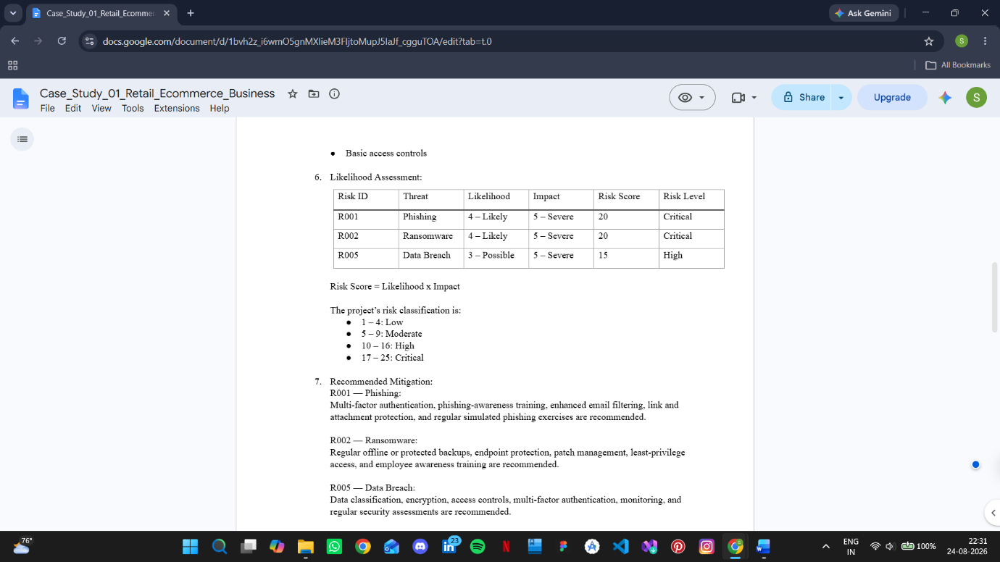 Case_Study_01_Retail_Ecommer
Ask Gemini
docs.google.com/document/d/1bvh2z_i6wmO5gnMXlieM3FIjtoMupJ5IaJf_cgguTOA/edit?tab=t.0
S
All Bookmarks
Case_Study_01_Retail_Ecommerce_Business
File Edit View Tools Extensions Help
Share
Upgrade
S
● Basic access controls
6. Likelihood Assessment:
Risk ID Threat Likelihood Impact Risk Score Risk Level
R001 Phishing 4 – Likely 5 – Severe 20 Critical
R002 Ransomware 4 – Likely 5 – Severe 20 Critical
R005 Data Breach 3 – Possible 5 – Severe 15 High
Risk Score = Likelihood x Impact
The project’s risk classification is:
● 1 – 4: Low
● 5 – 9: Moderate
● 10 – 16: High
● 17 – 25: Critical
7. Recommended Mitigation:
R001 — Phishing:
Multi-factor authentication, phishing-awareness training, enhanced email filtering, link and
attachment protection, and regular simulated phishing exercises are recommended.
R002 — Ransomware:
Regular offline or protected backups, endpoint protection, patch management, least-privilege
access, and employee awareness training are recommended.
R005 — Data Breach:
Data classification, encryption, access controls, multi-factor authentication, monitoring, and
regular security assessments are recommended.
76°
23
ENG
IN
100%
22:31
24-08-2026